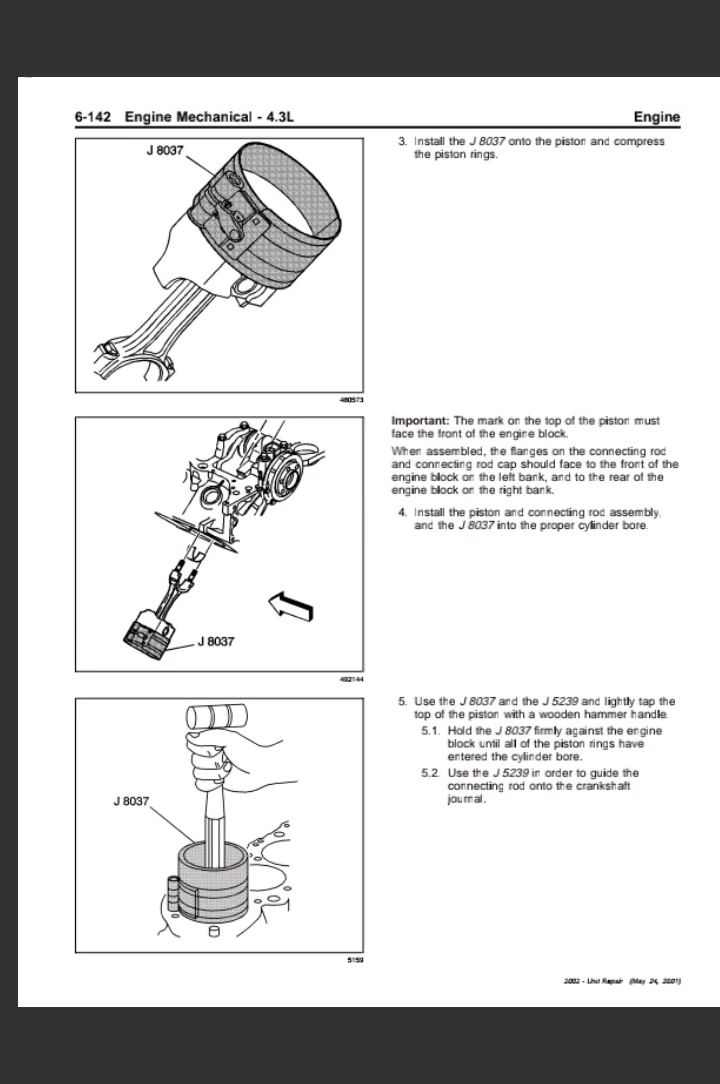 6-142 Engine Mechanical - 4.3L
Engine
J 8037
480573
3. Install the J 8037 onto the piston and compress
the piston rings.
J 8037
492144
Important: The mark on the top of the piston must
face the front of the engine block.
When assembled, the flanges on the connecting rod
and connecting rod cap should face to the front of the
engine block on the left bank, and to the rear of the
engine block on the right bank.
4. Install the piston and connecting rod assembly,
and the J 8037 into the proper cylinder bore.
J 8037
5159
5. Use the J 8037 and the J 5239 and lightly tap the
top of the piston with a wooden hammer handle.
5.1. Hold the J 8037 firmly against the engine
block until all of the piston rings have
entered the cylinder bore.
5.2. Use the J 5239 in order to guide the
connecting rod onto the crankshaft
journal.
2002 - Unit Repair (May 24, 2001)